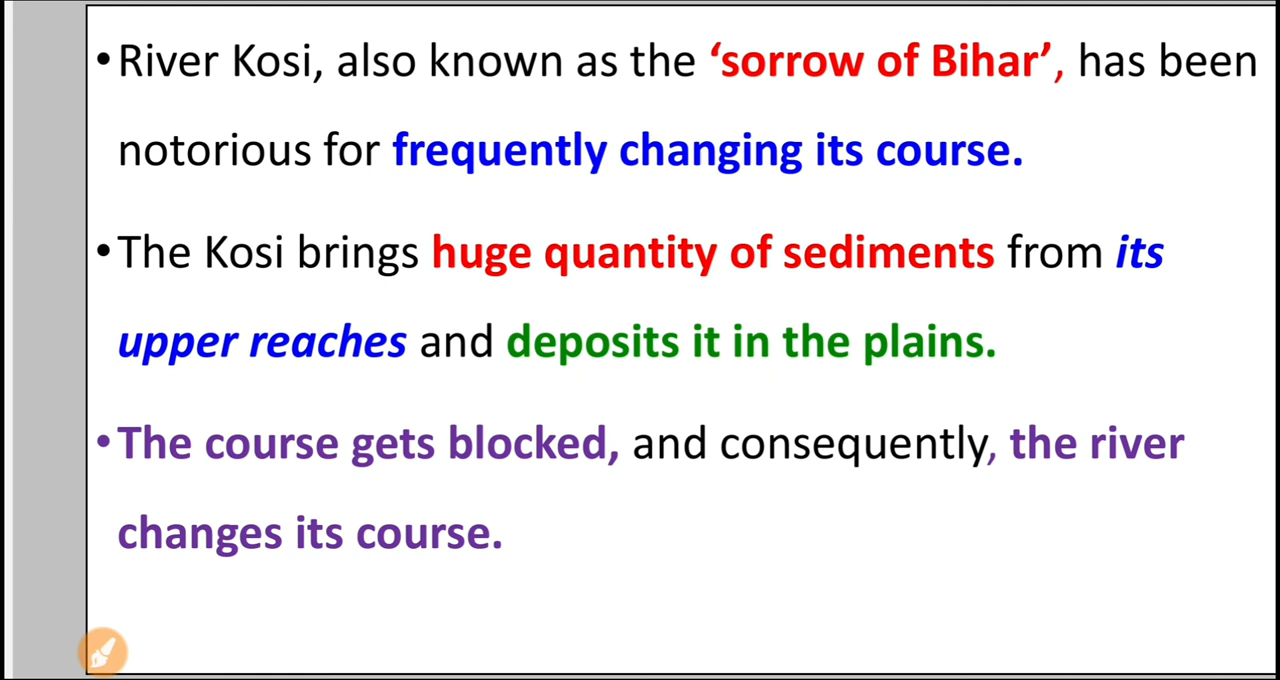 •River Kosi, also known as the ‘sorrow of Bihar’, has been
notorious for frequently changing its course.
•The Kosi brings huge quantity of sediments from its
upper reaches and deposits it in the plains.
•The course gets blocked, and consequently, the river
changes its course.